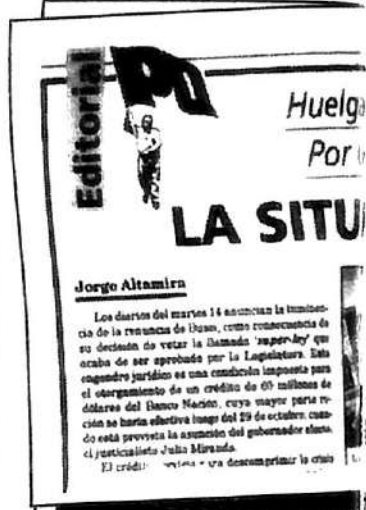 Editorial
PO
Huelga
Por
LA SITU
Jorge Altamira
Los diarios del martes 14 anuncian la inminen-
cia de la renuncia de como consecuencia de
su decisión de vetar la llamada 'super-ley' que
acaba de ser aprobada por la Legislatura. Este
engendro jurídico es una condición impuesta para
el otorgamiento de un crédito de 65 millones de
dólares del Banco Nación, cuya mayor parte re-
cién se haría efectiva luego del 29 de octubre, cuan-
do está prevista la asunción del gobernador electo,
el justicialista Julio Miranda.
El crédito descomprimir la crisis